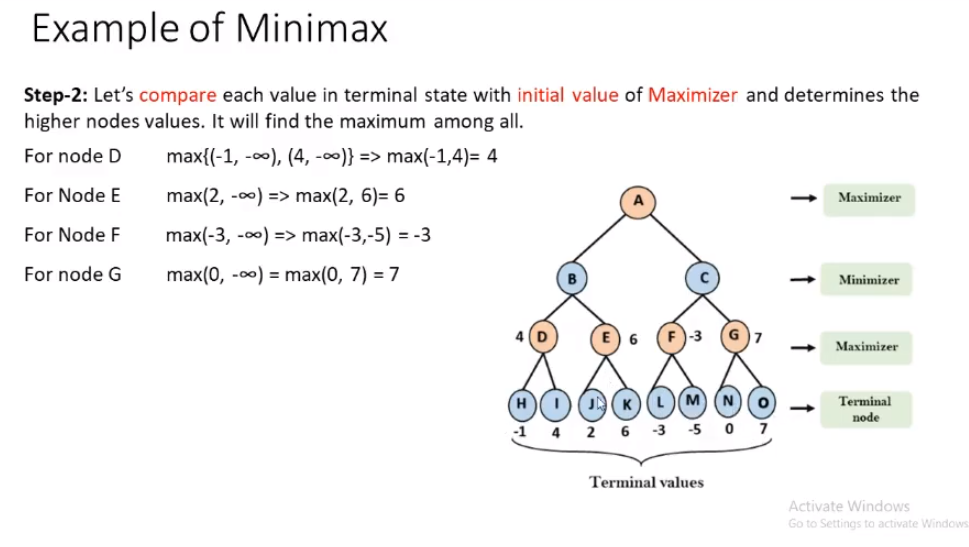 Example of Minimax
Step-2: Let's compare each value in terminal state with initial value of Maximizer and determines the
higher nodes values. It will find the maximum among all.
For node D max{(-1, -∞), (4, -∞)} => max(-1,4)= 4
For Node E max(2, -∞) => max(2, 6)= 6
For Node F max(-3, -∞) => max(-3,-5) = -3
For node G max(0, -∞) = max(0, 7) = 7
A Maximizer
B C Minimizer
4 D E 6 F -3 G 7 Maximizer
H I J K L M N O Terminal
node
-1 4 2 6 -3 -5 0 7
Terminal values
Activate Windows
Go to Settings to activate Windows